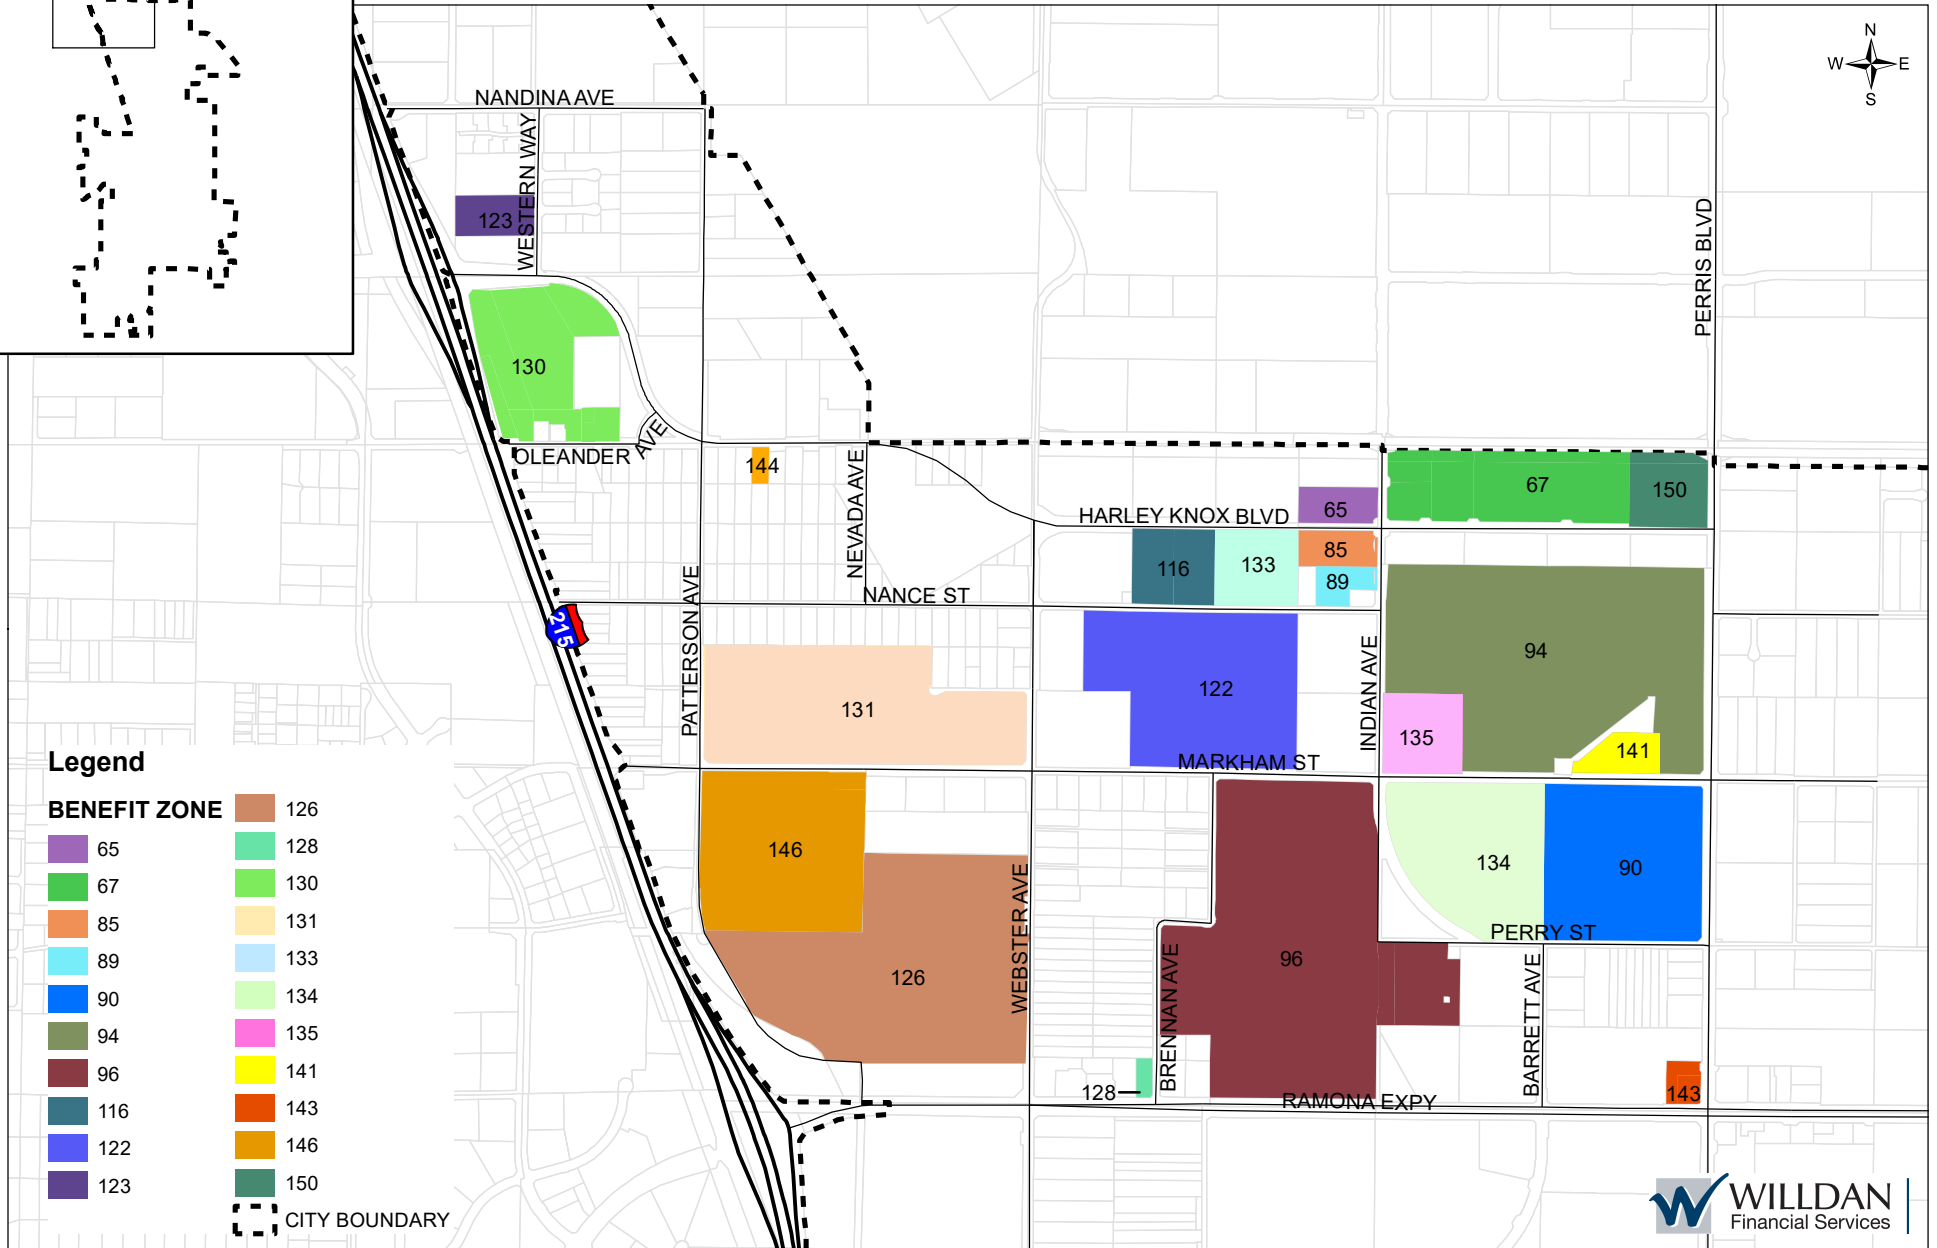 N
W E
S
NANDINA AVE
WESTERN WAY
123
PERRIS BLVD
130
OLEANDER AVE
144
NEVADA AVE
67
150
65
HARLEY KNOX BLVD
85
116
133
89
NANCE ST
215
PATTERSON AVE
INDIAN AVE
94
122
131
135
141
MARKHAM ST
146
134
90
WEBSTER AVE
PERRY ST
96
126
BRENNAN AVE
BARRETT AVE
128
143
RAMONA EXPY
Legend
BENEFIT ZONE
65
67
85
89
90
94
96
116
122
123
126
128
130
131
133
134
135
141
143
146
150
CITY BOUNDARY
W WILLDAN
Financial Services